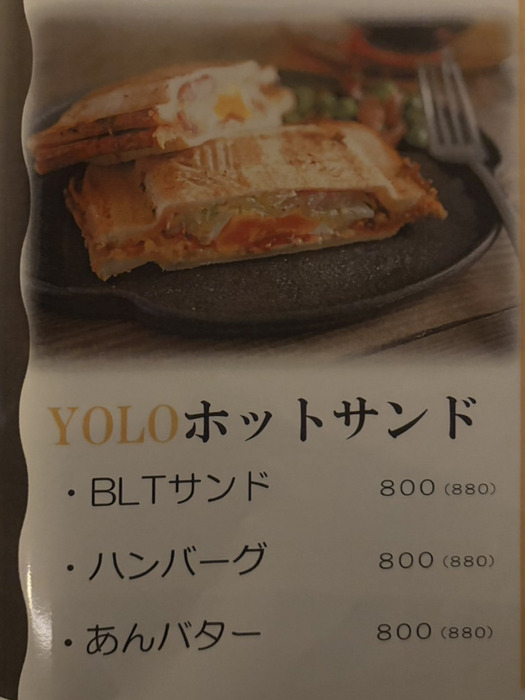 YOLOホットサンド
・BLTサンド 800(880)
・ハンバーグ 800(880)
・あんバター 800(880)